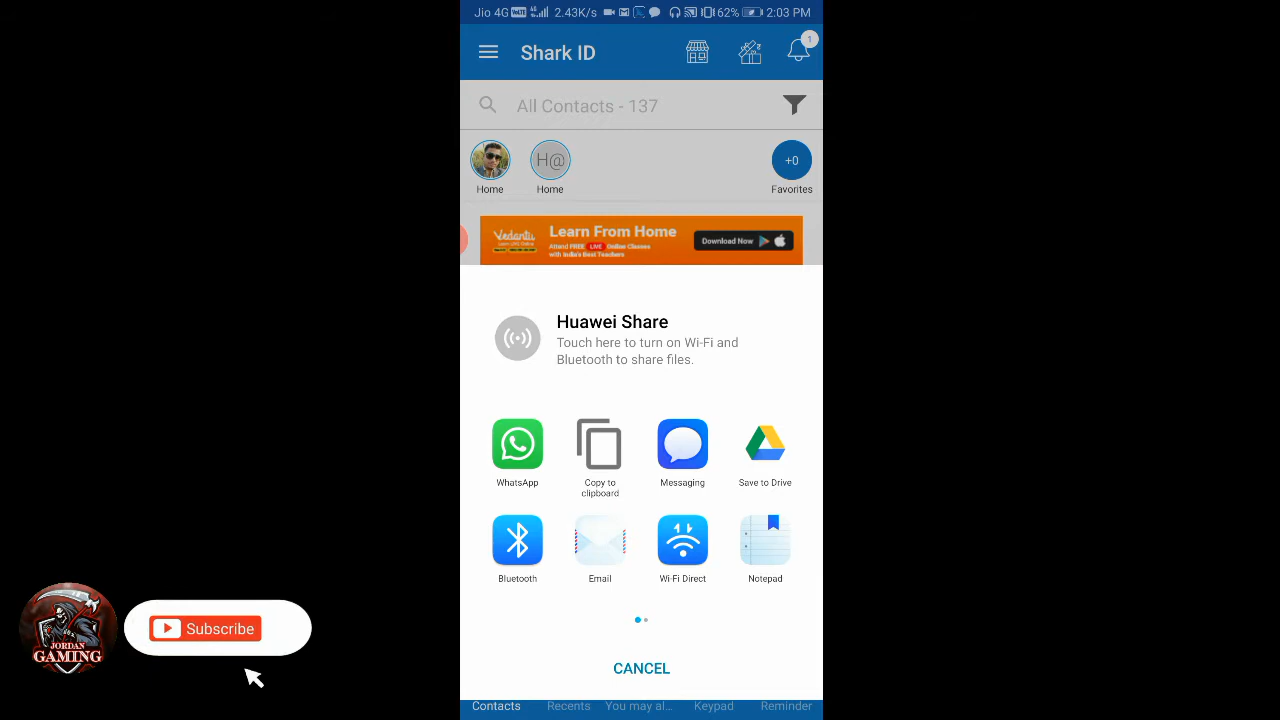 Jio 4G VoLTE 2.43K/s 62% 2:03 PM
Shark ID
1
All Contacts - 137
H@
+0
Home
Home
Favorites
Vedantu
Learn From Home
Attend FREE LIVE Online Classes
with India's Best Teachers
Download Now
Huawei Share
Touch here to turn on Wi-Fi and
Bluetooth to share files.
WhatsApp
Copy to
clipboard
Messaging
Save to Drive
Bluetooth
Email
Wi-Fi Direct
Notepad
CANCEL
Contacts
Recents
You may al...
Keypad
Reminder
JORDAN
GAMING
Subscribe